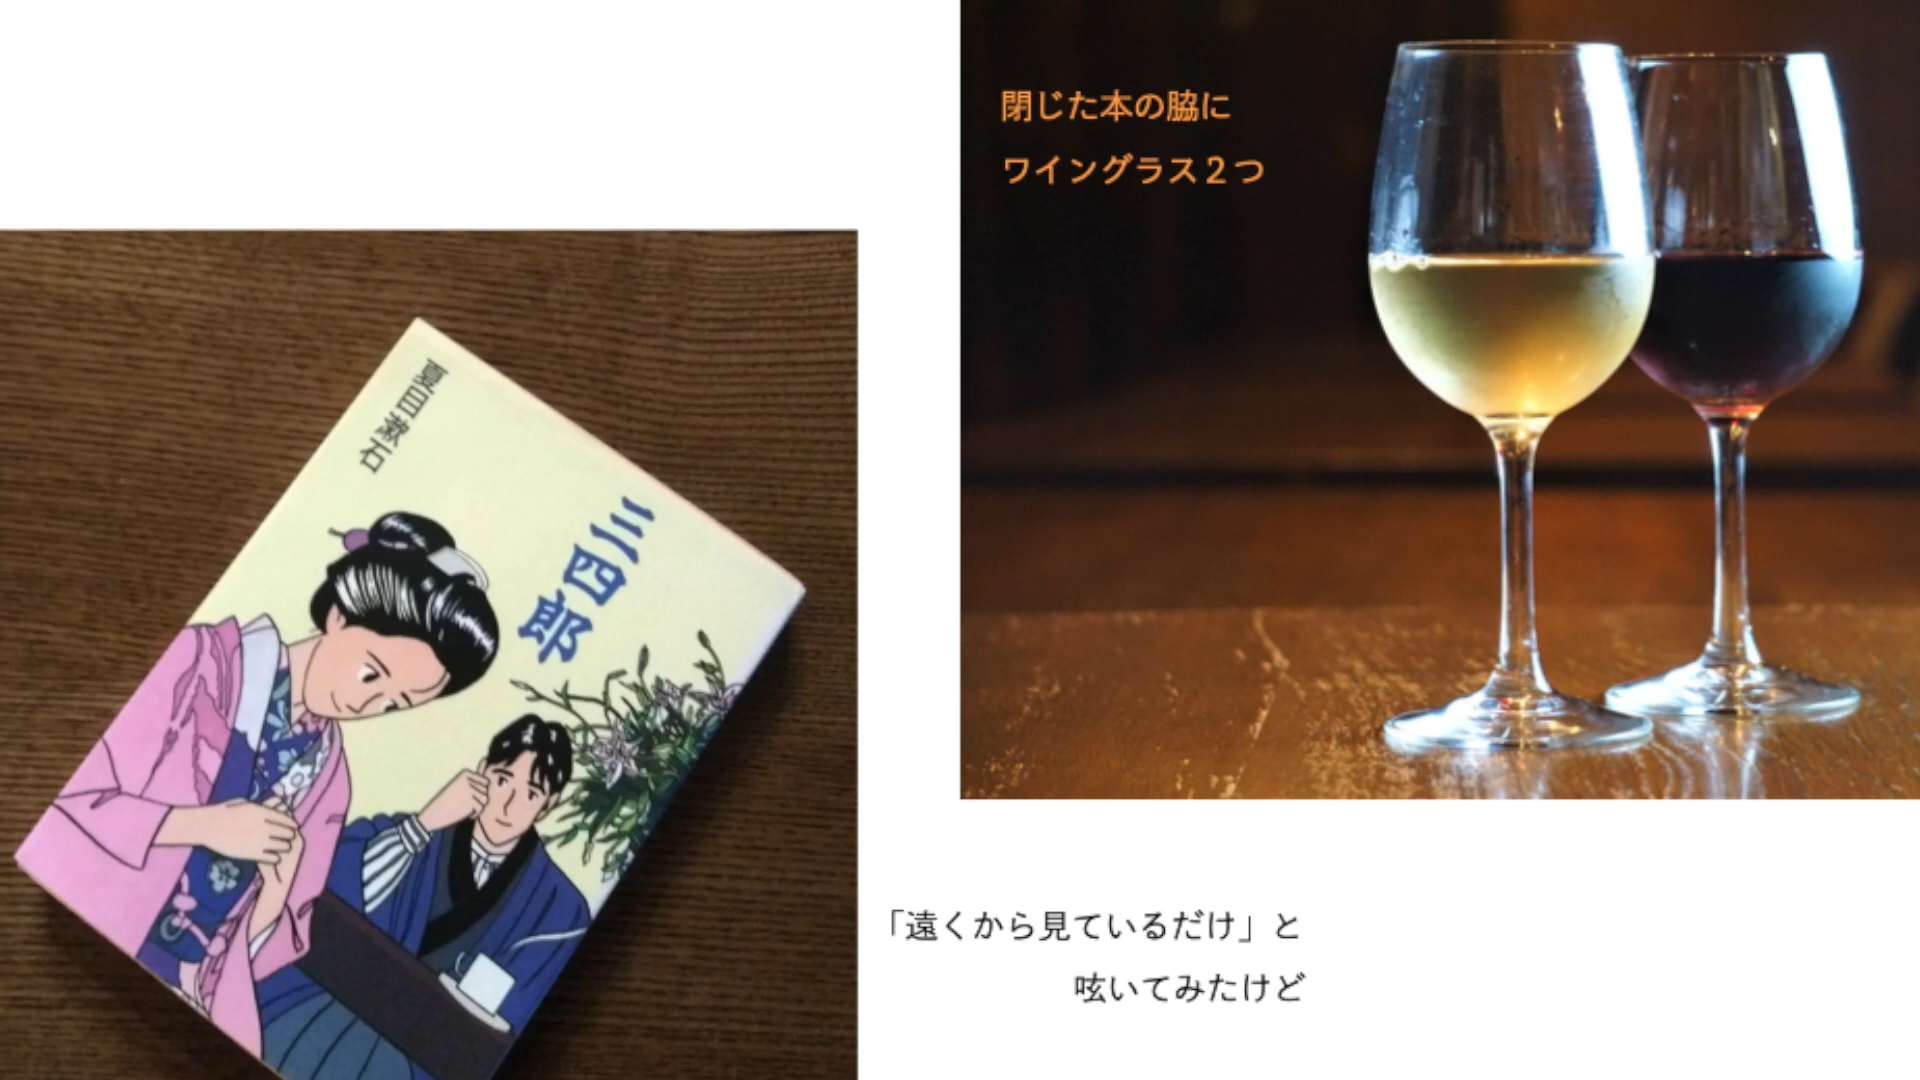 閉じた本の脇に
ワイングラス２つ
夏目漱石
三四郎
「遠くから見ているだけ」と
呟いてみたけど